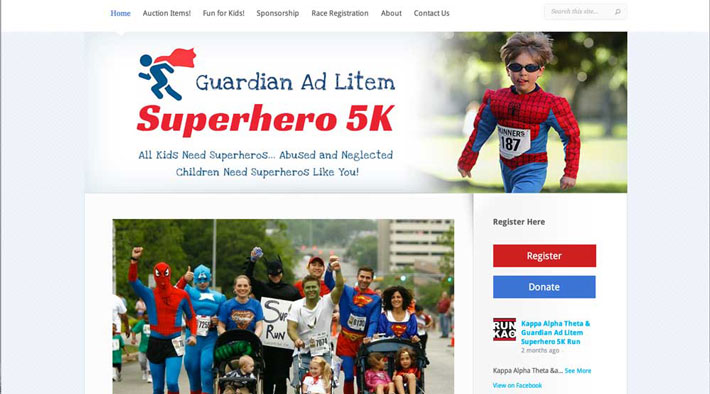 Home Auction Items! Fun for Kids! Sponsorship Race Registration About Contact Us
Search this site...
Guardian Ad Litem
Superhero 5K
All Kids Need Superheros... Abused and Neglected
Children Need Superheros Like You!
RUNNERS
187
Register Here
Register
Donate
RUN
ΚΑΘ
Kappa Alpha Theta &
Guardian Ad Litem
Superhero 5K Run
2 months ago
Kappa Alpha Theta &a... See More
View on Facebook